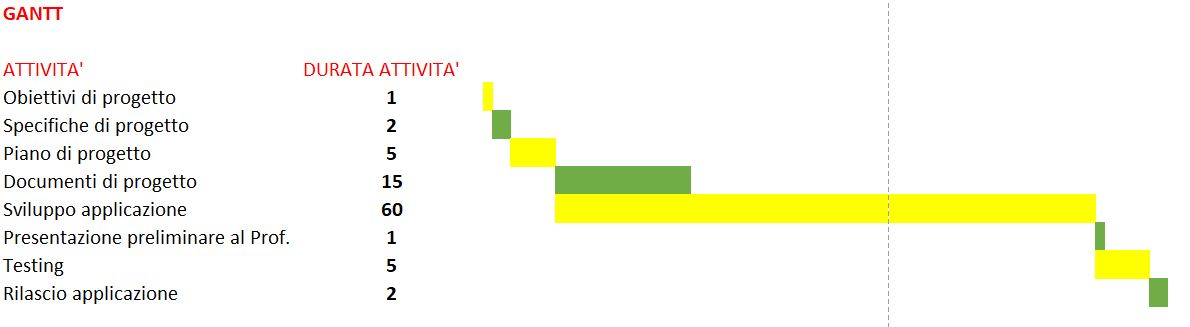 GANTT
ATTIVITA' DURATA ATTIVITA'
Obiettivi di progetto 1
Specifiche di progetto 2
Piano di progetto 5
Documenti di progetto 15
Sviluppo applicazione 60
Presentazione preliminare al Prof. 1
Testing 5
Rilascio applicazione 2